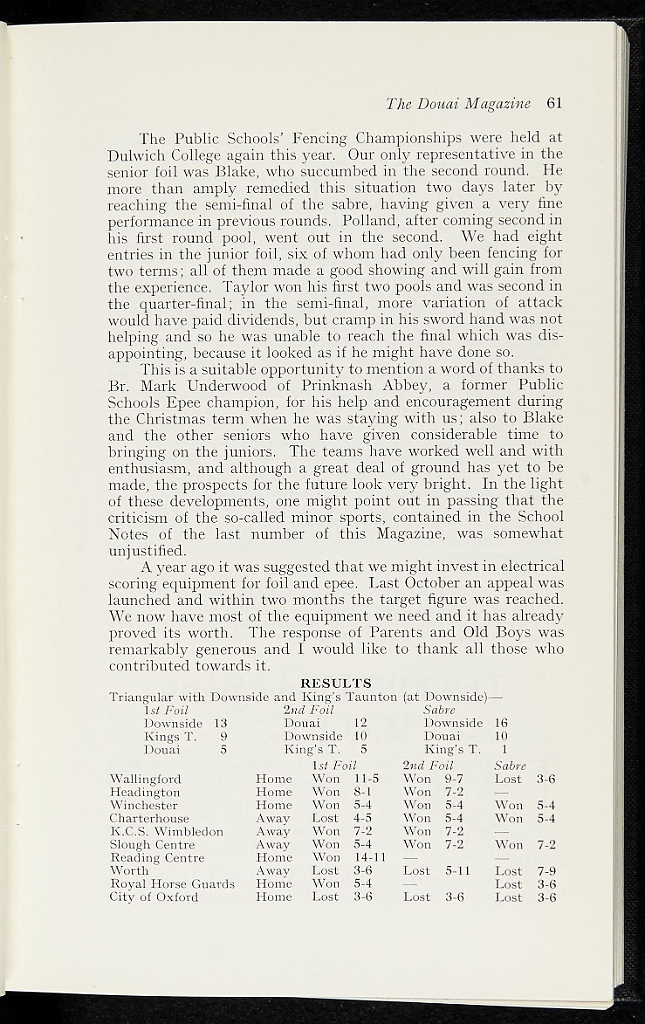 The Douai Magazine 61
The Public Schools' Fencing Championships were held at
Dulwich College again this year. Our only representative in the
senior foil was Blake, who succumbed in the second round. He
more than amply remedied this situation two days later by
reaching the semi-final of the sabre, having given a very fine
performance in previous rounds. Polland, after coming second in
his first round pool, went out in the second. We had eight
entries in the junior foil, six of whom had only been fencing for
two terms; all of them made a good showing and will gain from
the experience. Taylor won his first two pools and was second in
the quarter-final; in the semi-final, more variation of attack
would have paid dividends, but cramp in his sword hand was not
helping and so he was unable to reach the final which was dis-
appointing, because it looked as if he might have done so.
This is a suitable opportunity to mention a word of thanks to
Br. Mark Underwood of Prinknash Abbey, a former Public
Schools Epee champion, for his help and encouragement during
the Christmas term when he was staying with us; also to Blake
and the other seniors who have given considerable time to
bringing on the juniors. The teams have worked well and with
enthusiasm, and although a great deal of ground has yet to be
made, the prospects for the future look very bright. In the light
of these developments, one might point out in passing that the
criticism of the so-called minor sports, contained in the School
Notes of the last number of this Magazine, was somewhat
unjustified.
A year ago it was suggested that we might invest in electrical
scoring equipment for foil and epee. Last October an appeal was
launched and within two months the target figure was reached.
We now have most of the equipment we need and it has already
proved its worth. The response of Parents and Old Boys was
remarkably generous and I would like to thank all those who
contributed towards it.
RESULTS
Triangular with Downside and King's Taunton (at Downside)—
1st Foil 2nd Foil Sabre
Downside 13 Douai 12 Downside 16
Kings T. 9 Downside 10 Douai 10
Douai 5 King's T. 5 King's T. 1
1st Foil 2nd Foil Sabre
Wallingford Home Won 11-5 Won 9-7 Lost 3-6
Headington Home Won 8-1 Won 7-2 —
Winchester Home Won 5-4 Won 5-4 Won 5-4
Charterhouse Away Lost 4-5 Won 5-4 Won 5-4
K.C.S. Wimbledon Away Won 7-2 Won 7-2 —
Slough Centre Away Won 5-4 Won 7-2 Won 7-2
Reading Centre Home Won 14-11 — —
Worth Away Lost 3-6 Lost 5-11 Lost 7-9
Royal Horse Guards Home Won 5-4 — Lost 3-6
City of Oxford Home Lost 3-6 Lost 3-6 Lost 3-6